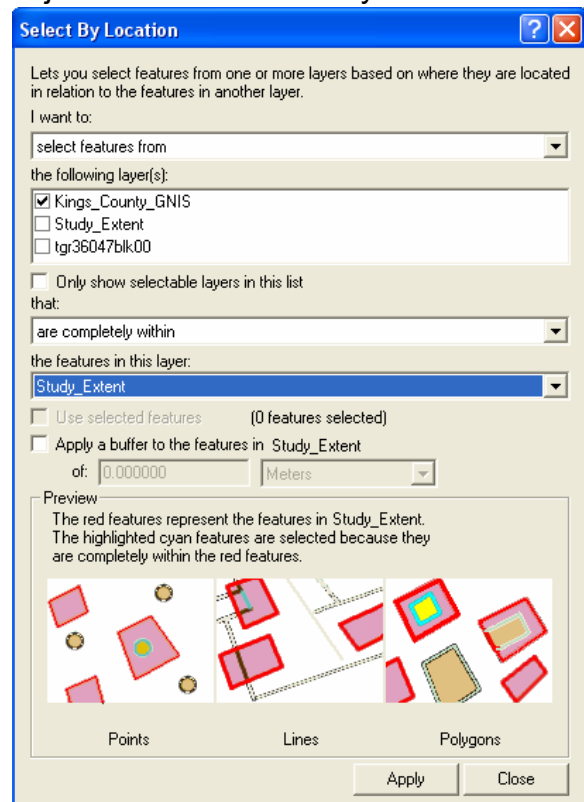 Select By Location
Lets you select features from one or more layers based on where they are located
in relation to the features in another layer.
I want to:
select features from
the following layer(s):
Kings_County_GNIS
Study_Extent
tgr36047blk00
Only show selectable layers in this list
that:
are completely within
the features in this layer:
Study_Extent
Use selected features (0 features selected)
Apply a buffer to the features in Study_Extent
of: 0.000000 Meters
Preview
The red features represent the features in Study_Extent.
The highlighted cyan features are selected because they
are completely within the red features.
Points Lines Polygons
Apply Close